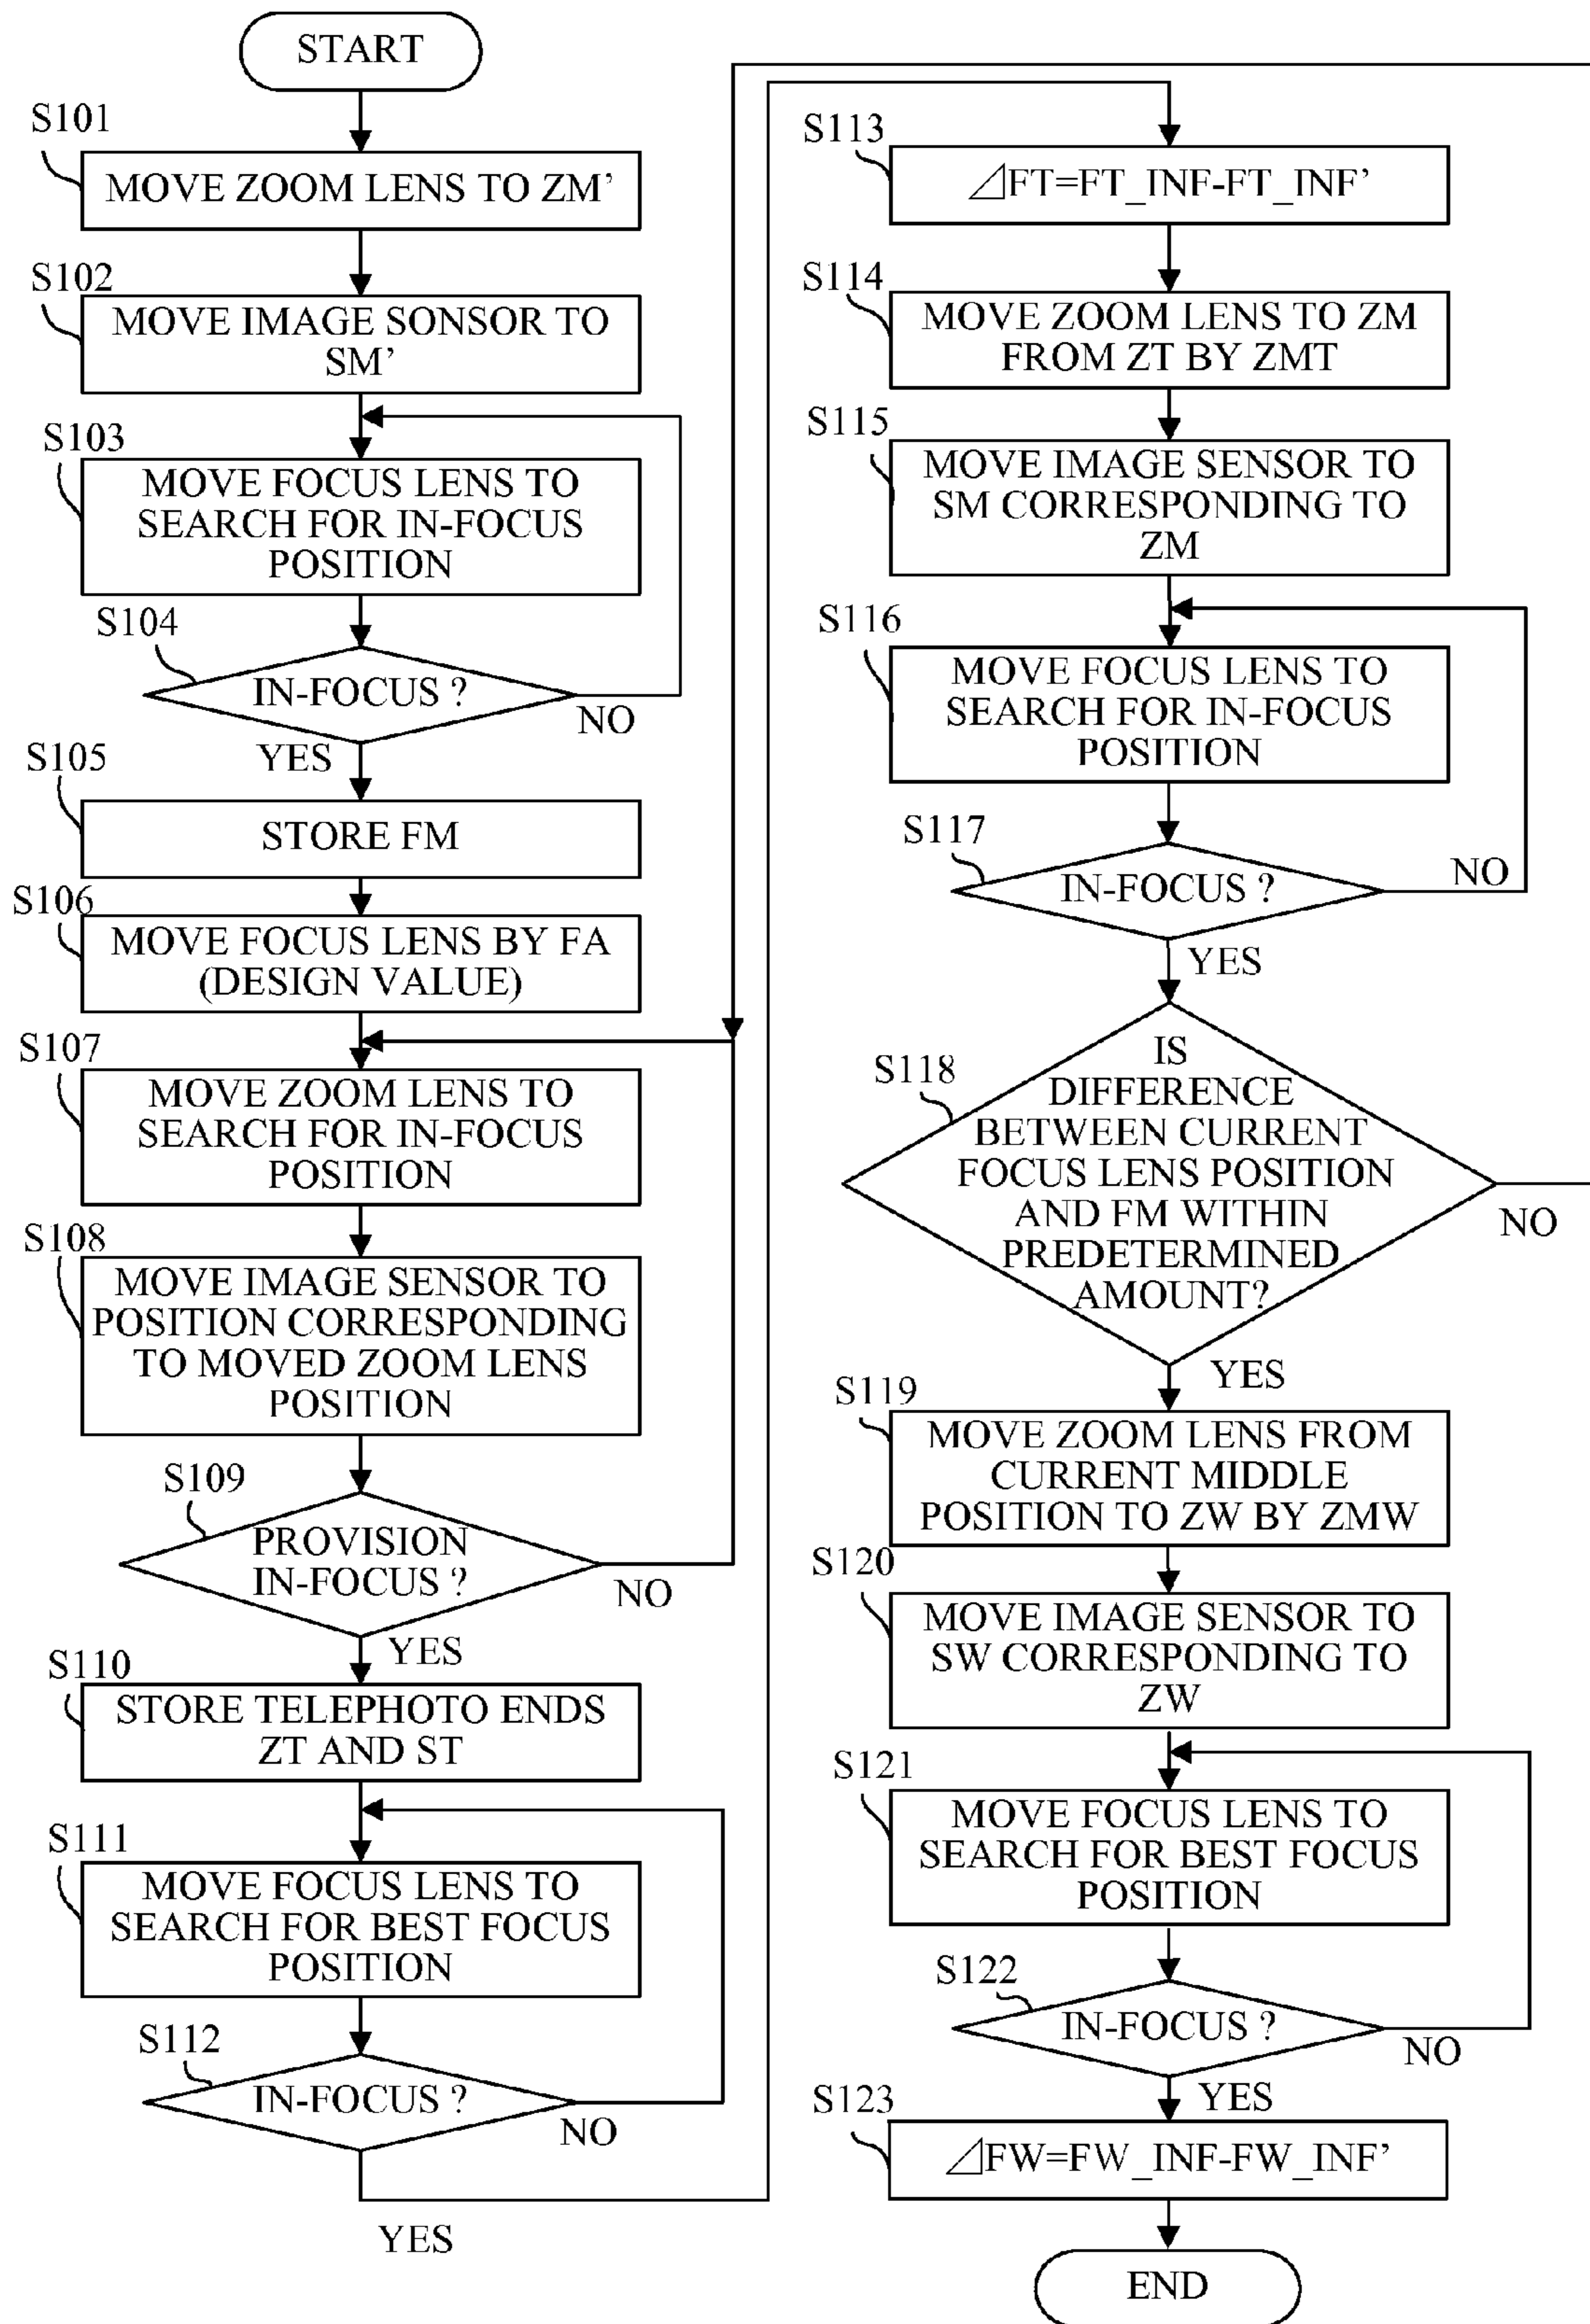 START
S101
MOVE ZOOM LENS TO ZM’
S102
MOVE IMAGE SONSOR TO
SM’
S103
MOVE FOCUS LENS TO
SEARCH FOR IN-FOCUS
POSITION
S104
IN-FOCUS ?
NO
YES
S105
STORE FM
S106
MOVE FOCUS LENS BY FA
(DESIGN VALUE)
S107
MOVE ZOOM LENS TO
SEARCH FOR IN-FOCUS
POSITION
S108
MOVE IMAGE SENSOR TO
POSITION CORRESPONDING
TO MOVED ZOOM LENS
POSITION
S109
PROVISION
IN-FOCUS ?
NO
YES
S110
STORE TELEPHOTO ENDS
ZT AND ST
S111
MOVE FOCUS LENS TO
SEARCH FOR BEST FOCUS
POSITION
S112
IN-FOCUS ?
NO
YES
S113
⊿FT=FT_INF-FT_INF’
S114
MOVE ZOOM LENS TO ZM
FROM ZT BY ZMT
S115
MOVE IMAGE SENSOR TO
SM CORRESPONDING TO
ZM
S116
MOVE FOCUS LENS TO
SEARCH FOR IN-FOCUS
POSITION
S117
IN-FOCUS ?
NO
YES
S118
IS
DIFFERENCE
BETWEEN CURRENT
FOCUS LENS POSITION
AND FM WITHIN
PREDETERMINED
AMOUNT?
NO
YES
S119
MOVE ZOOM LENS FROM
CURRENT MIDDLE
POSITION TO ZW BY ZMW
S120
MOVE IMAGE SENSOR TO
SW CORRESPONDING TO
ZW
S121
MOVE FOCUS LENS TO
SEARCH FOR BEST FOCUS
POSITION
S122
IN-FOCUS ?
NO
YES
S123
⊿FW=FW_INF-FW_INF’
END